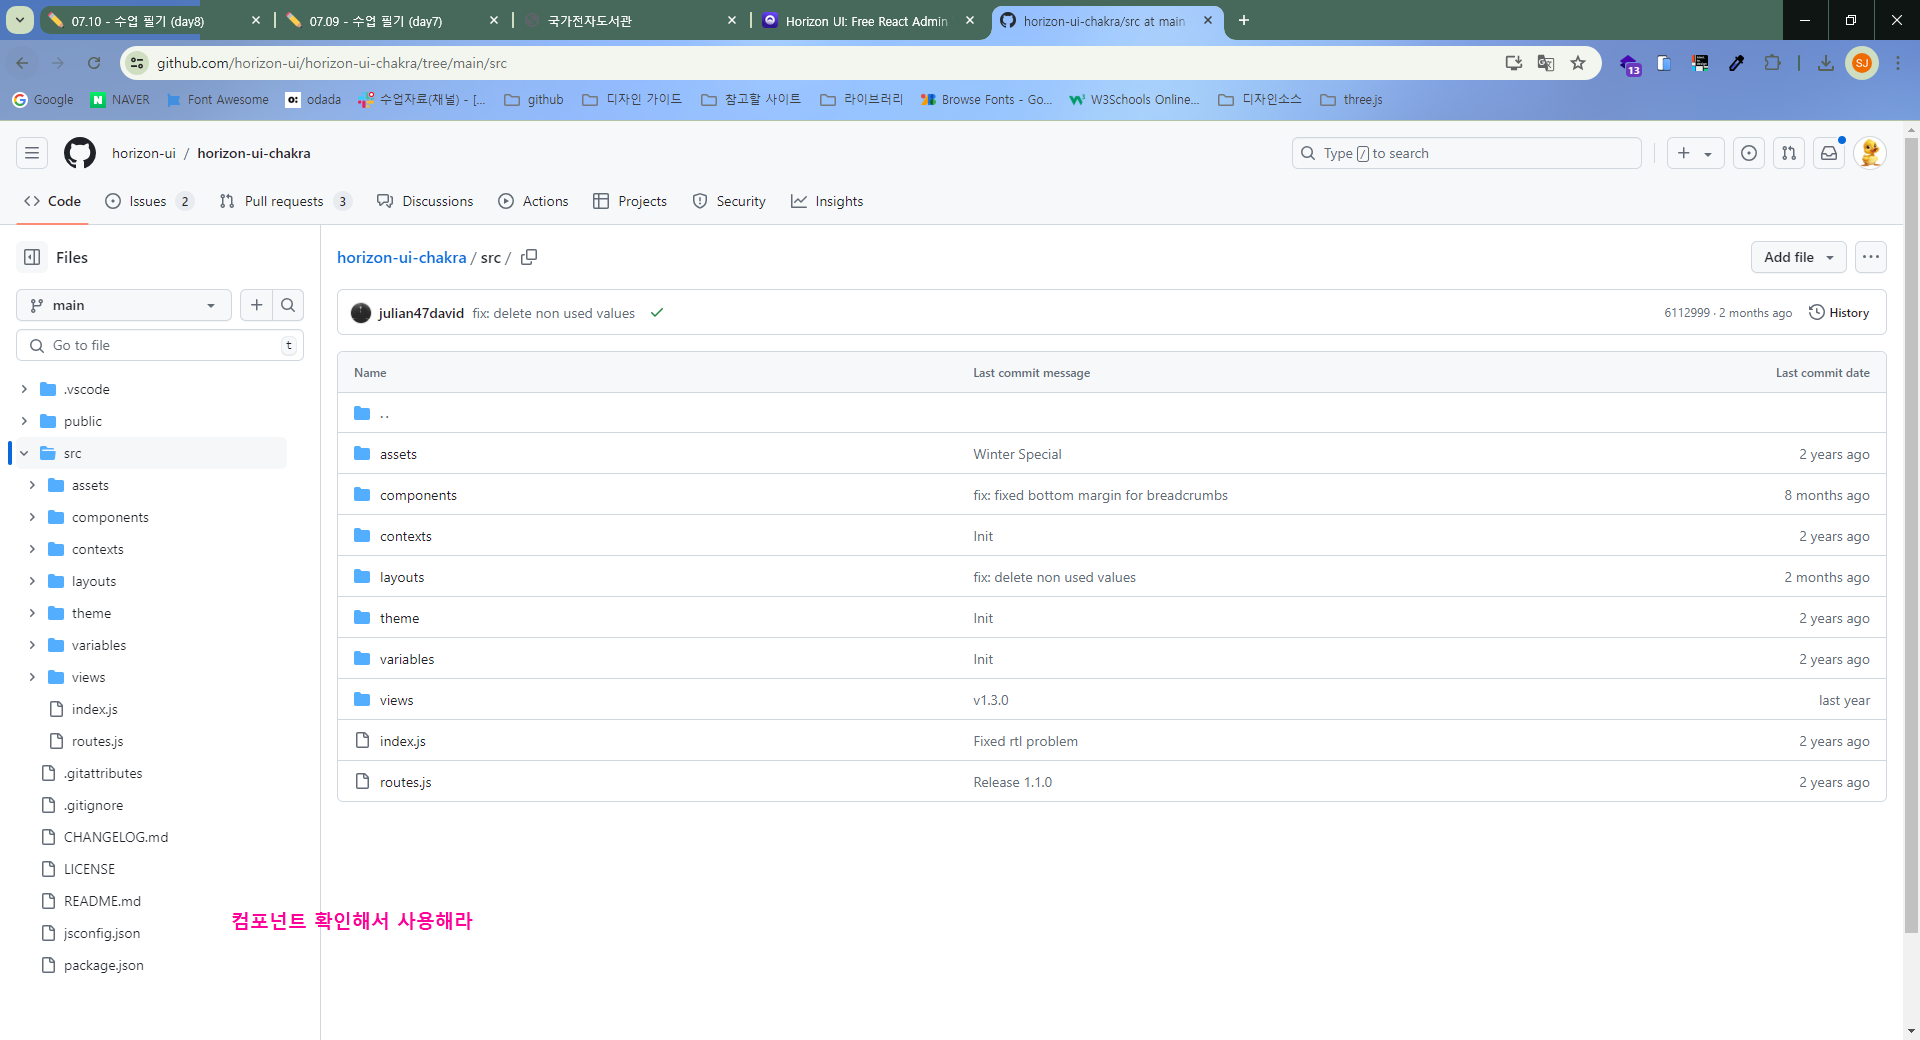 07.10 - 수업 필기 (day8)
07.09 - 수업 필기 (day7)
국가전자도서관
Horizon UI: Free React Admin
horizon-ui-chakra/src at main
github.com/horizon-ui/horizon-ui-chakra/tree/main/src
13
SJ
Google
NAVER
Font Awesome
odada
수업자료(채널) - [...
github
디자인 가이드
참고할 사이트
라이브러리
Browse Fonts - Go...
W3Schools Online...
디자인소스
three.js
horizon-ui / horizon-ui-chakra
Type / to search
Code
Issues 2
Pull requests 3
Discussions
Actions
Projects
Security
Insights
Files
main
Go to file
t
.vscode
public
src
assets
components
contexts
layouts
theme
variables
views
index.js
routes.js
.gitattributes
.gitignore
CHANGELOG.md
LICENSE
README.md
jsconfig.json
package.json
컴포넌트 확인해서 사용해라
horizon-ui-chakra / src /
Add file
julian47david fix: delete non used values
6112999 · 2 months ago
History
Name Last commit message Last commit date
..
assets Winter Special 2 years ago
components fix: fixed bottom margin for breadcrumbs 8 months ago
contexts Init 2 years ago
layouts fix: delete non used values 2 months ago
theme Init 2 years ago
variables Init 2 years ago
views v1.3.0 last year
index.js Fixed rtl problem 2 years ago
routes.js Release 1.1.0 2 years ago